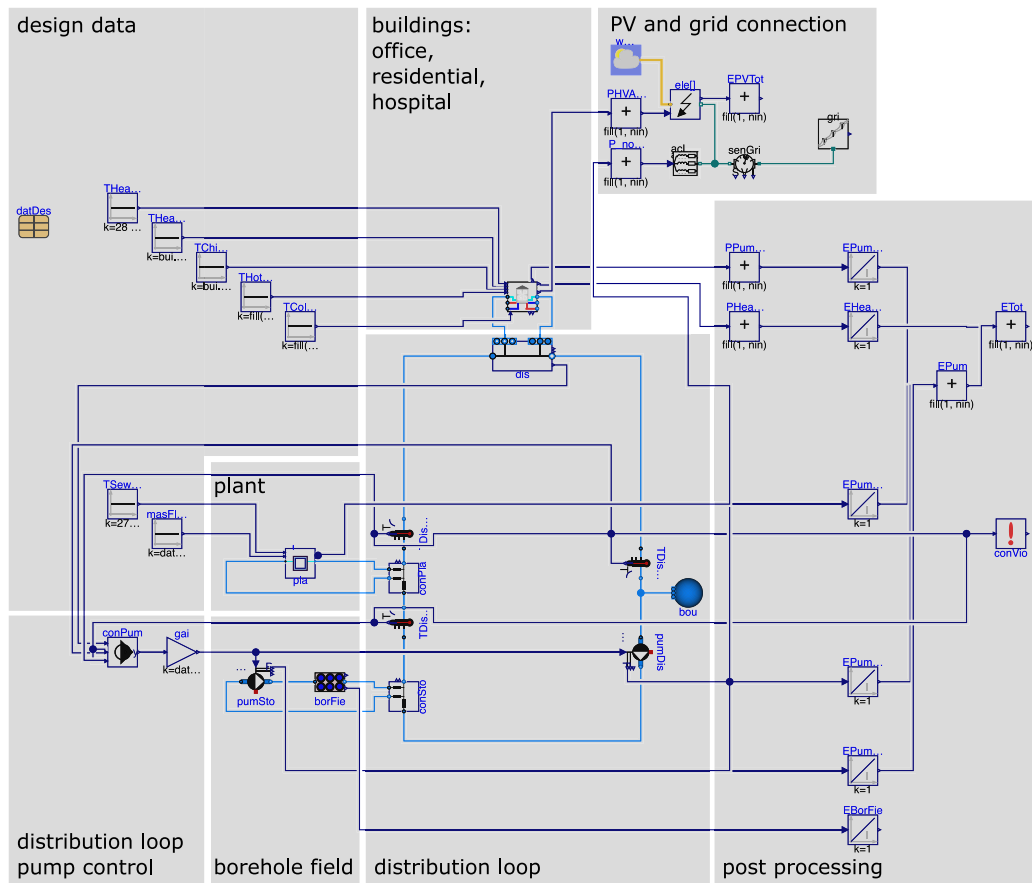 design data
buildings:
office,
residential,
hospital
PV and grid connection
w...
PHVA...
fill(1, nin)
ele[]
EPVTot
fill(1, nin)
P_no...
fill(1, nin)
acl
senGri
gri
datDes
THea...
k=28 ...
THea...
k=bui....
TChi...
k=bui....
THot...
k=fill(...
TCol...
k=fill(...
dis
PPum...
fill(1, nin)
EPum...
k=1
PHea...
fill(1, nin)
EHea...
k=1
ETot
fill(1, nin)
EPum
fill(1, nin)
plant
TSew...
k=27...
masFl...
k=dat...
pla
Dis...
conPla
TDis...
TDis...
bou
EPum...
k=1
conVio
conPum
gai
k=dat...
...
pumSto
borFie
conSto
...
pumDis
EPum...
k=1
EPum...
k=1
EBorFie
k=1
distribution loop
pump control
borehole field
distribution loop
post processing